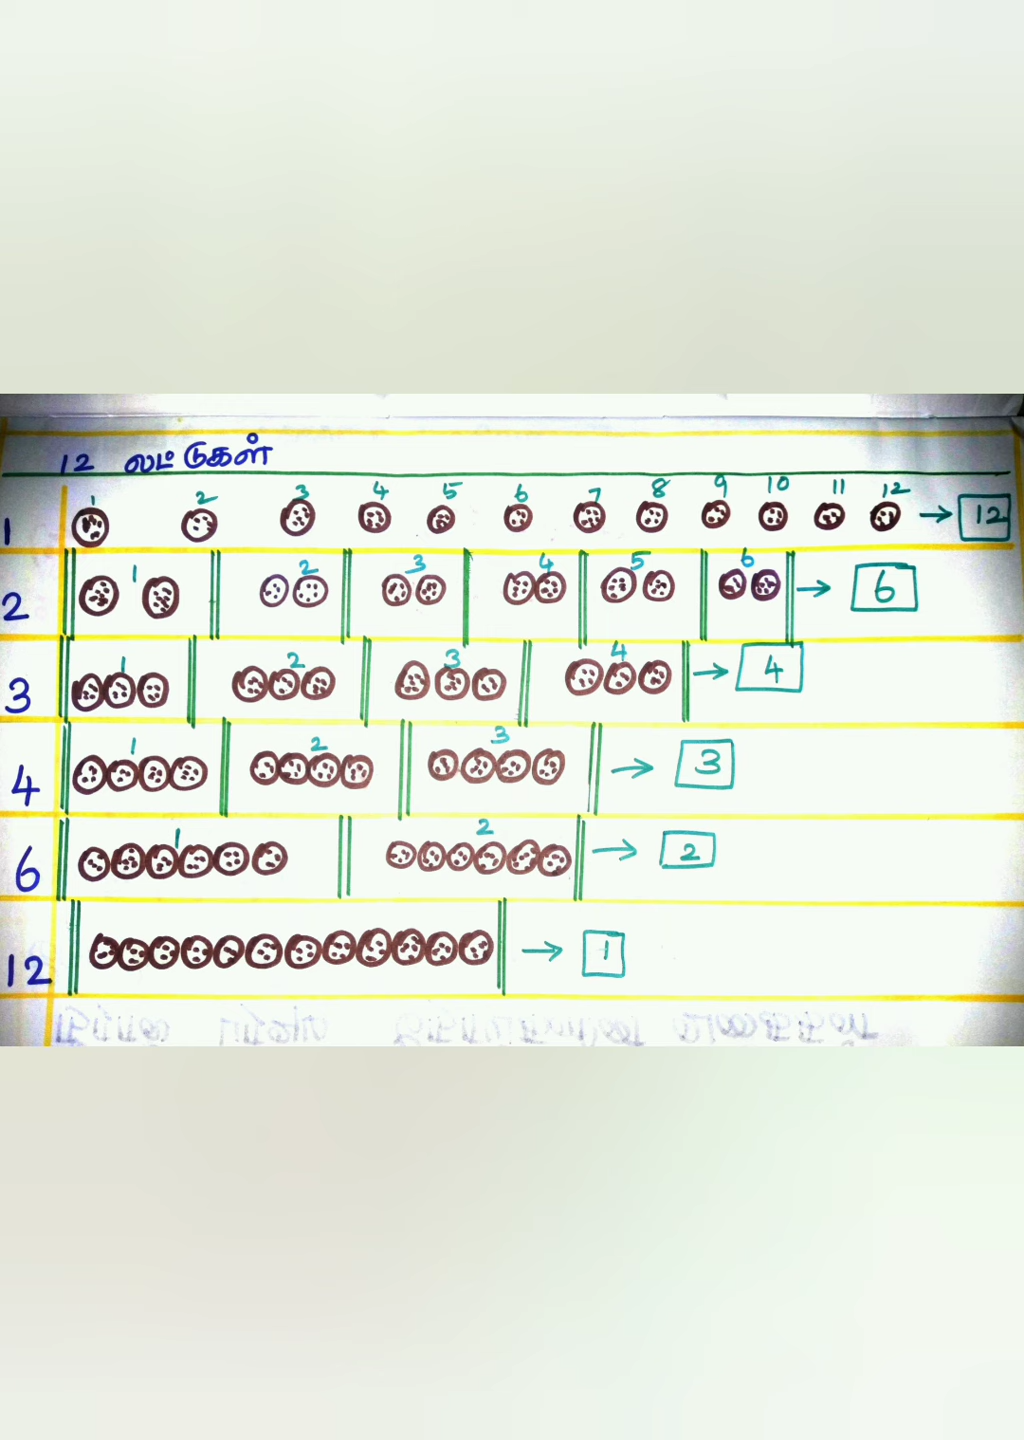 12 லட்டுகள்
1 2 3 4 5 6 7 8 9 10 11 12
1 → 12
1 2 3 4 5 6
2 → 6
1 2 3 4
3 → 4
1 2 3
4 → 3
1 2
6 → 2
12 → 1